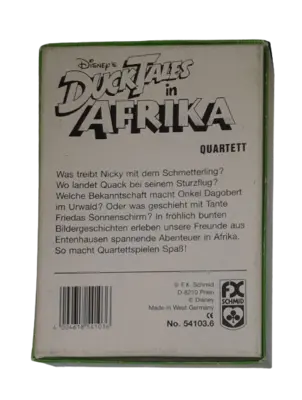 DISNEY'S
DUCKTALES
in
AFRIKA
QUARTETT
Was treibt Nicky mit dem Schmetterling?
Wo landet Quack bei seinem Sturzflug?
Welche Bekanntschaft macht Onkel Dagobert
im Urwald? Oder was geschieht mit Tante
Friedas Sonnenschirm? In fröhlich bunten
Bildergeschichten erleben unsere Freunde aus
Entenhausen spannende Abenteuer in Afrika.
So macht Quartettspielen Spaß!
© F.X. Schmid
D-8210 Prien
© Disney
Made in West Germany
CE
No. 54103.6
FX
SCHMID